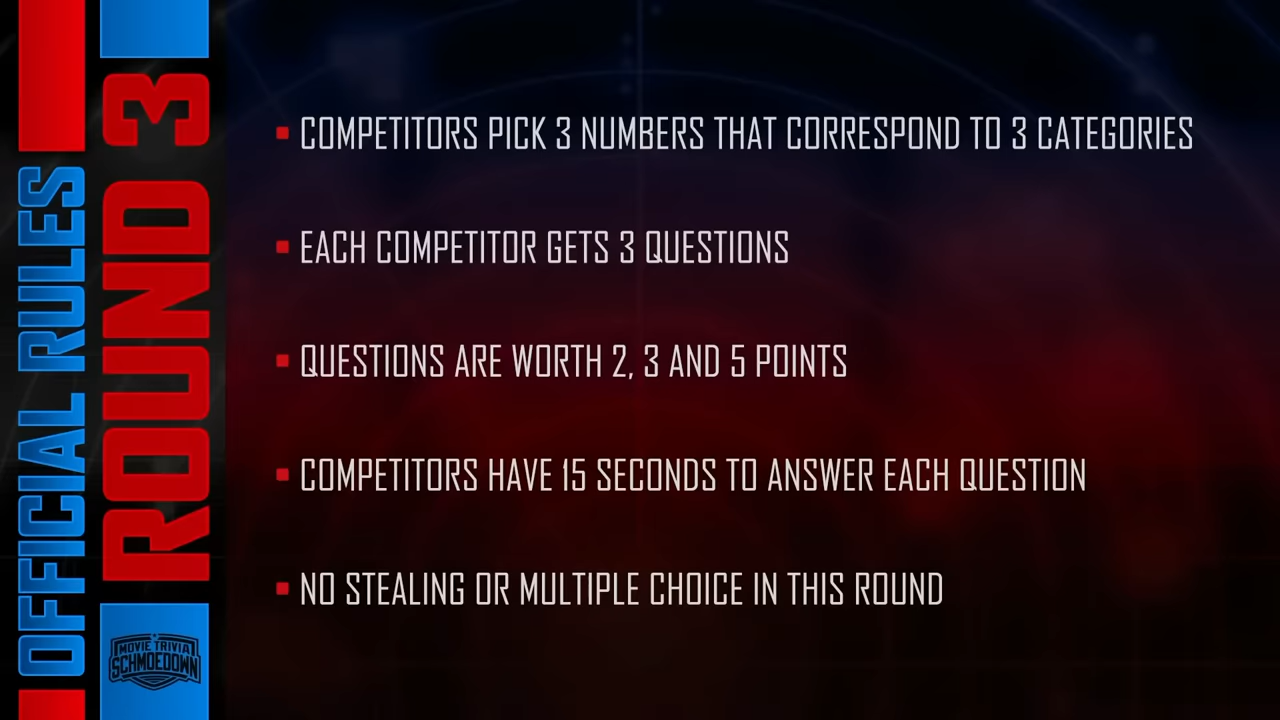 OFFICIAL RULES
ROUND 3
COMPETITORS PICK 3 NUMBERS THAT CORRESPOND TO 3 CATEGORIES
EACH COMPETITOR GETS 3 QUESTIONS
QUESTIONS ARE WORTH 2, 3 AND 5 POINTS
COMPETITORS HAVE 15 SECONDS TO ANSWER EACH QUESTION
NO STEALING OR MULTIPLE CHOICE IN THIS ROUND
MOVIE TRIVIA
SCHMOEDOWN